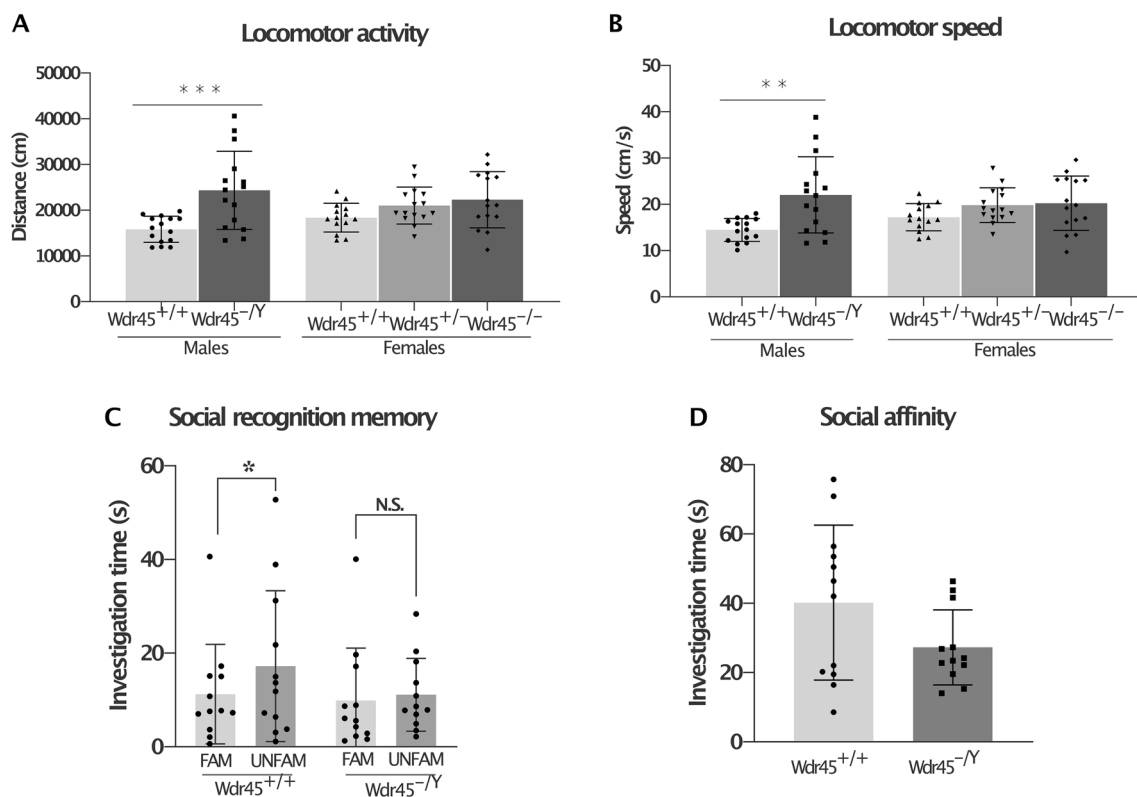 A
Locomotor activity
Distance (cm)
50000
40000
30000
20000
10000
0
* * *
Wdr45+/+ Wdr45−/Y
Wdr45+/+ Wdr45+/− Wdr45−/−
Males
Females
B
Locomotor speed
Speed (cm/s)
50
40
30
20
10
0
* *
Wdr45+/+ Wdr45−/Y
Wdr45+/+ Wdr45+/− Wdr45−/−
Males
Females
C
Social recognition memory
Investigation time (s)
60
40
20
0
*
N.S.
FAM UNFAM
FAM UNFAM
Wdr45+/+
Wdr45−/Y
D
Social affinity
Investigation time (s)
80
60
40
20
0
Wdr45+/+
Wdr45−/Y